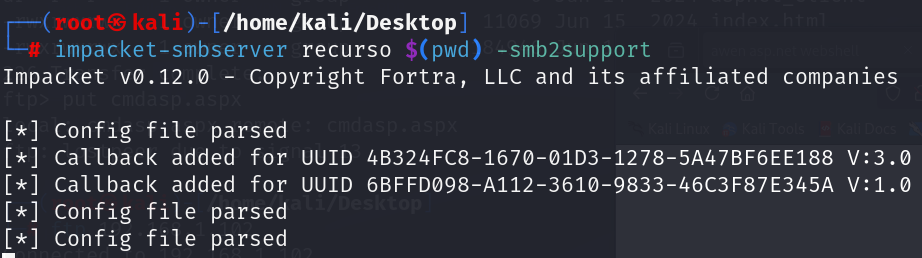 ┌──(root㉿kali)-[/home/kali/Desktop]
└─# impacket-smbserver recurso $(pwd) -smb2support
Impacket v0.12.0 - Copyright Fortra, LLC and its affiliated companies
[*] Config file parsed
[*] Callback added for UUID 4B324FC8-1670-01D3-1278-5A47BF6EE188 V:3.0
[*] Callback added for UUID 6BFFD098-A112-3610-9833-46C3F87E345A V:1.0
[*] Config file parsed
[*] Config file parsed